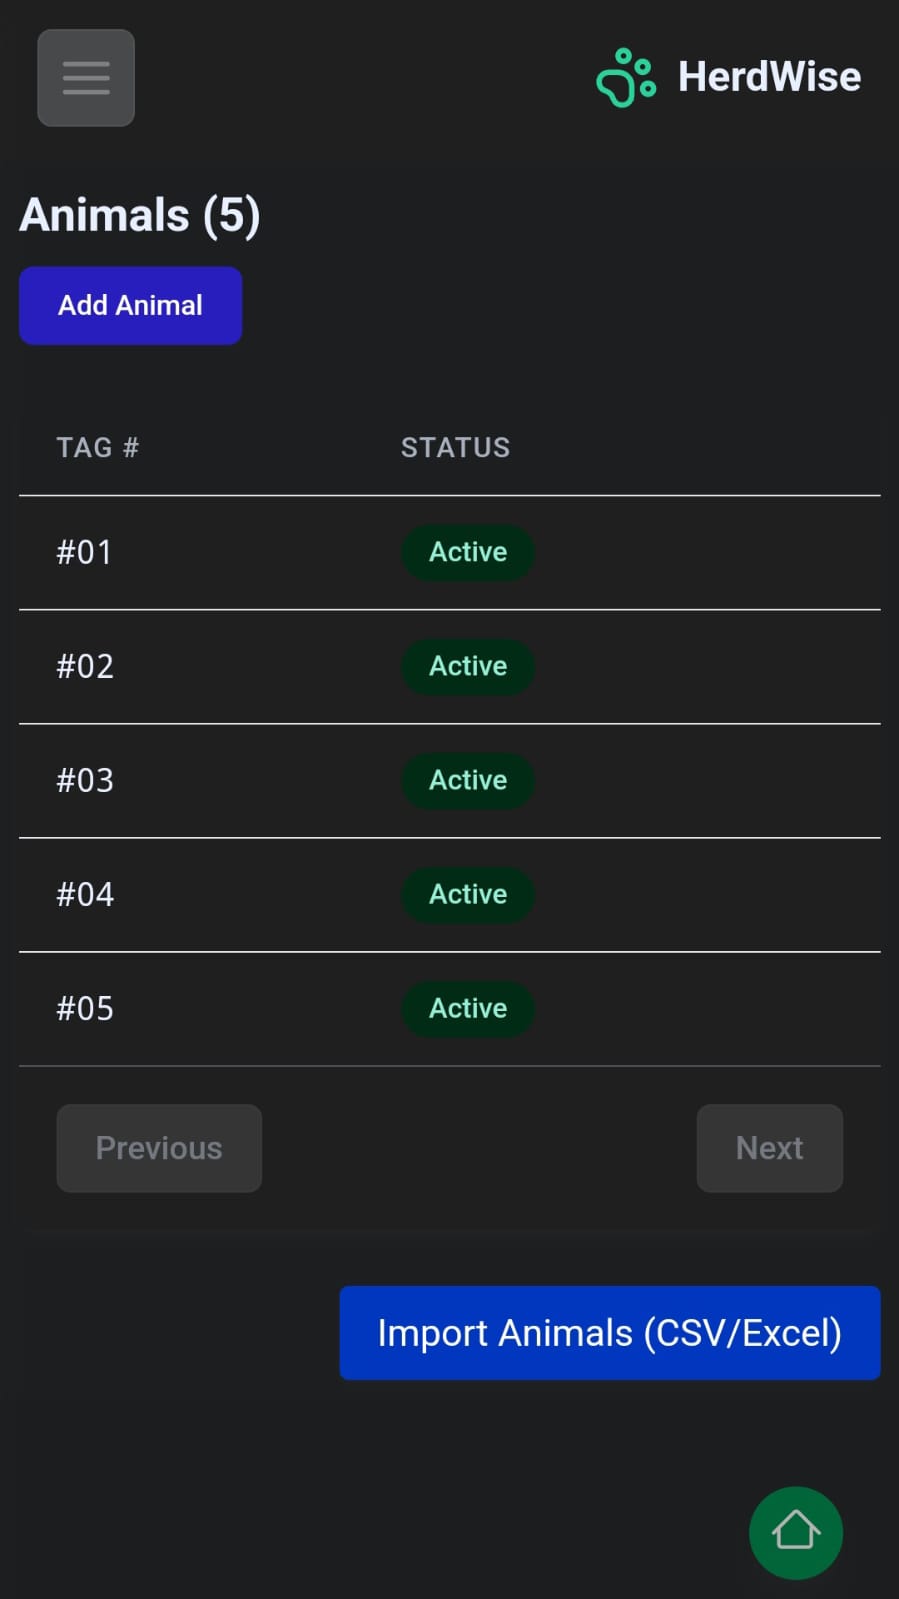 HerdWise
Animals (5)
Add Animal
TAG # STATUS
#01 Active
#02 Active
#03 Active
#04 Active
#05 Active
Previous Next
Import Animals (CSV/Excel)